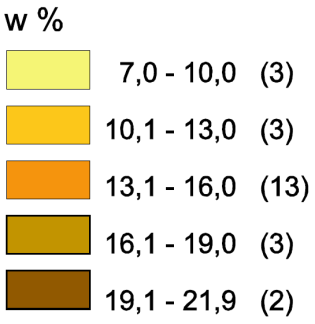 w %
7,0 - 10,0 (3)
10,1 - 13,0 (3)
13,1 - 16,0 (13)
16,1 - 19,0 (3)
19,1 - 21,9 (2)